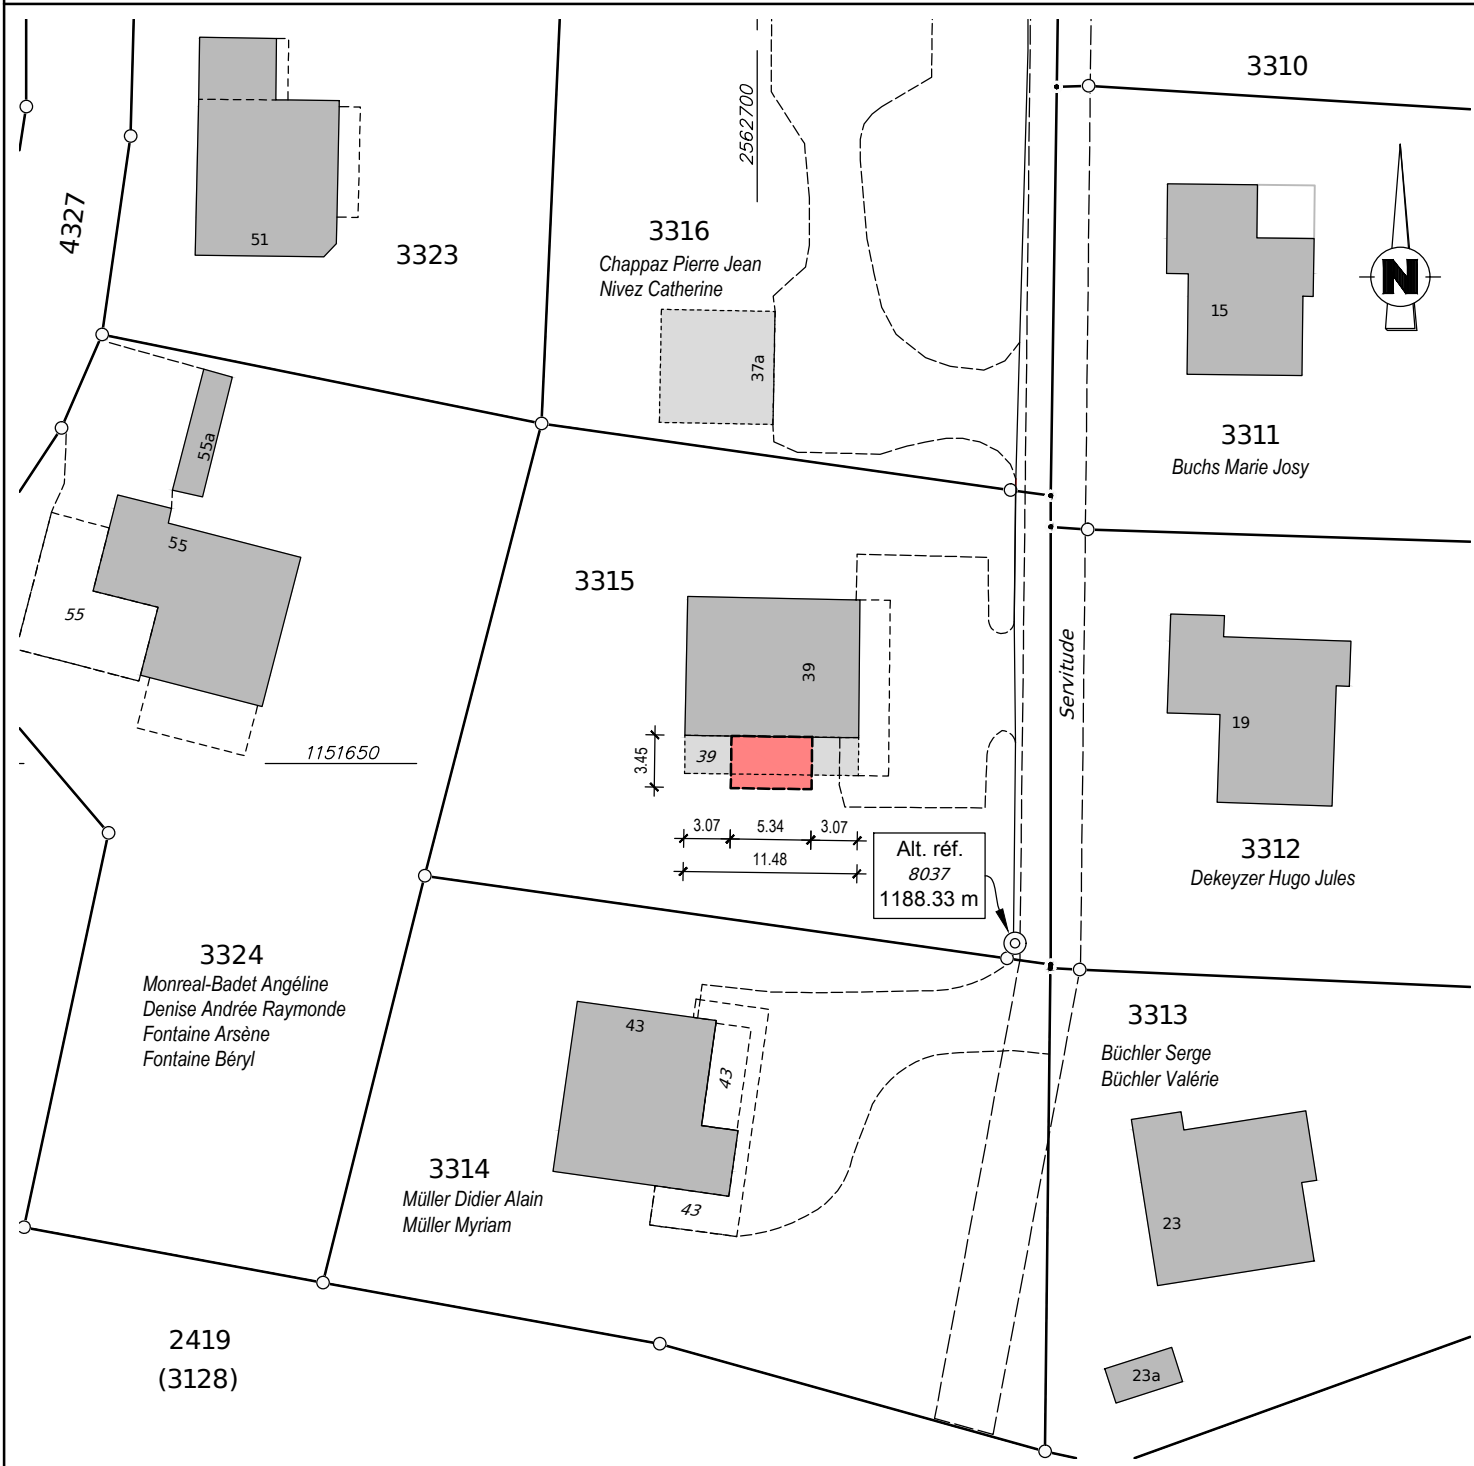 3310
2562700
4327
51
3323
3316
Chappaz Pierre Jean
Nivez Catherine
N
15
37a
3311
Buchs Marie Josy
55a
55
55
3315
39
Servitude
19
39
3.45
1151650
3.07
5.34
3.07
11.48
Alt. réf.
8037
1188.33 m
3312
Dekeyzer Hugo Jules
3324
Monreal-Badet Angéline
Denise Andrée Raymonde
Fontaine Arsène
Fontaine Béryl
43
43
43
3313
Büchler Serge
Büchler Valérie
3314
Müller Didier Alain
Müller Myriam
23
23a
2419
(3128)